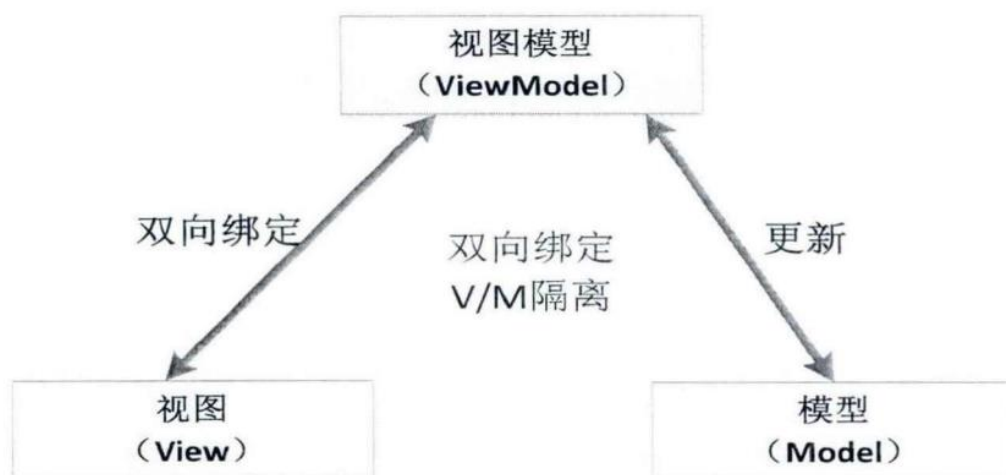 视图模型
（ViewModel）
双向绑定
双向绑定
V/M隔离
更新
视图
（View）
模型
（Model）